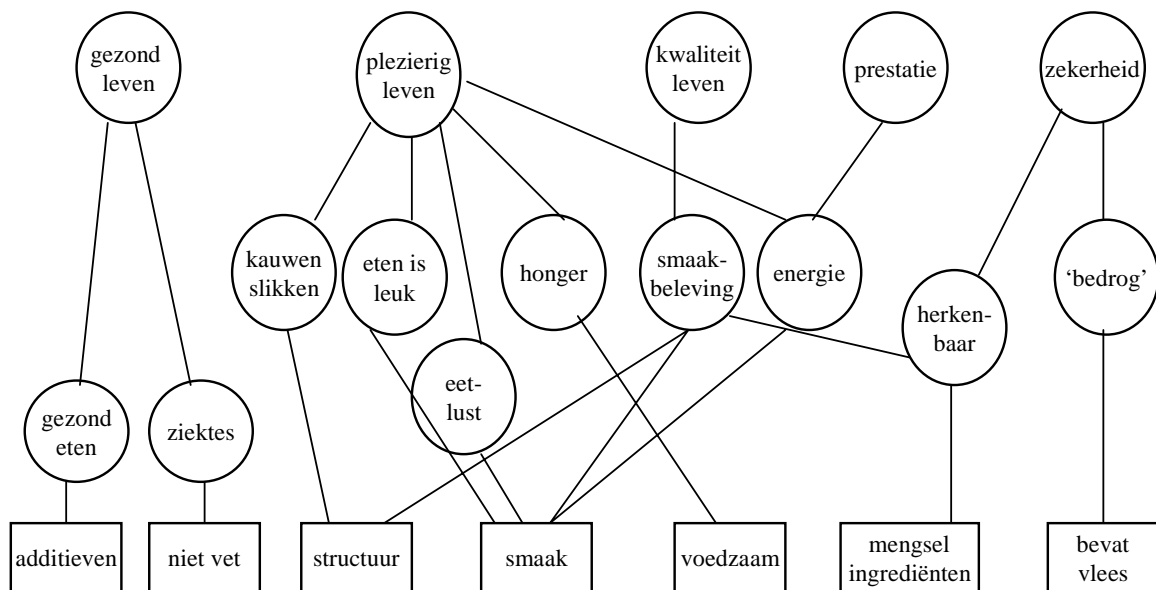 gezond
leven
plezierig
leven
kwaliteit
leven
prestatie
zekerheid
kauwen
slikken
eten is
leuk
honger
smaak-
beleving
energie
herken-
baar
‘bedrog’
eet-
lust
gezond
eten
ziektes
additieven
niet vet
structuur
smaak
voedzaam
mengsel
ingrediënten
bevat
vlees